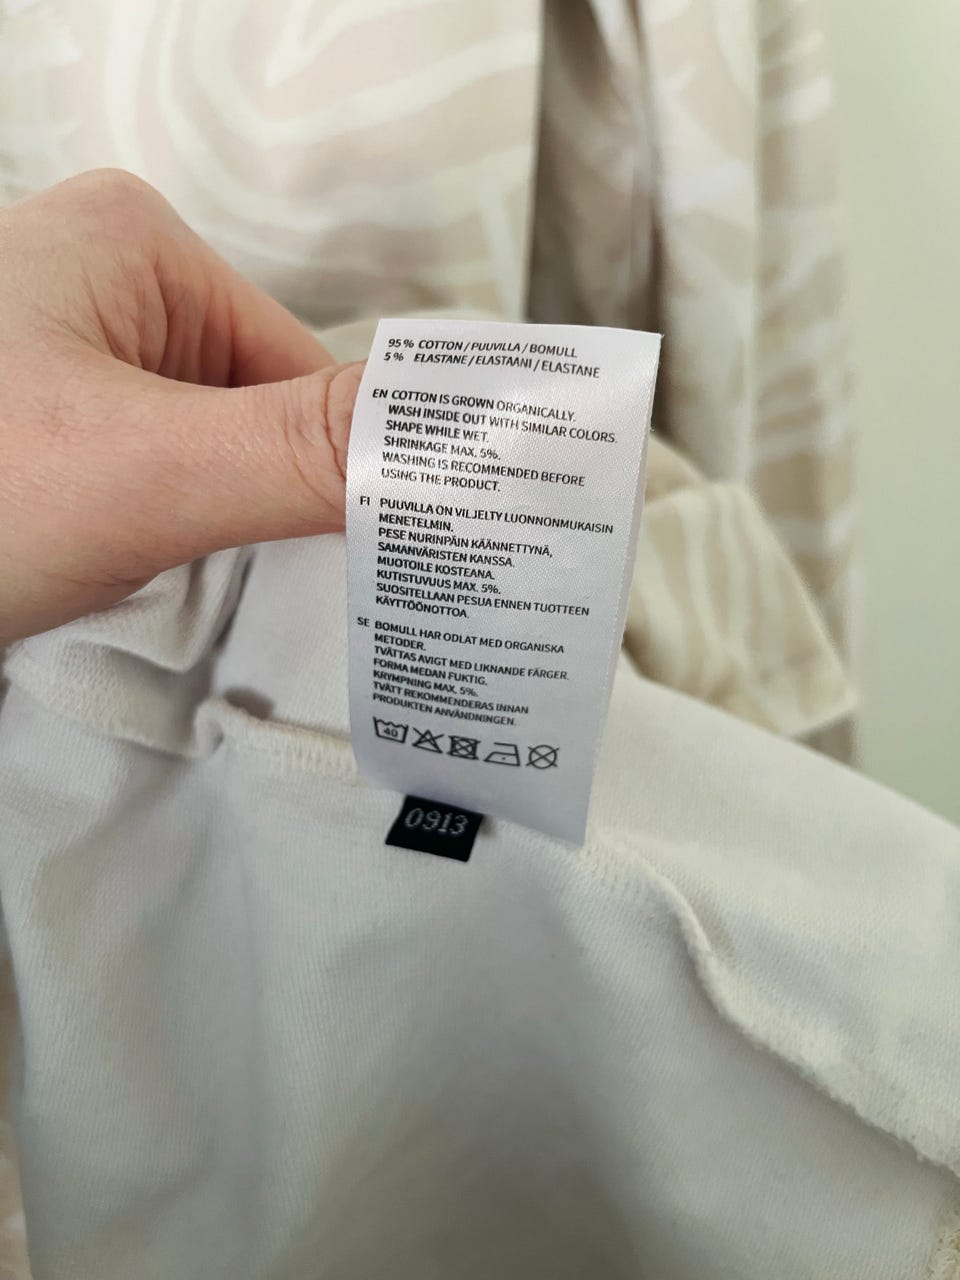 95 % COTTON / PUUVILLA / BOMULL
5 % ELASTANE / ELASTAANI / ELASTANE
EN COTTON IS GROWN ORGANICALLY.
WASH INSIDE OUT WITH SIMILAR COLORS.
SHAPE WHILE WET.
SHRINKAGE MAX. 5%.
WASHING IS RECOMMENDED BEFORE
USING THE PRODUCT.
FI PUUVILLA ON VILJELTY LUONNONMUKAISIN
MENETELMIN.
PESE NURINPÄIN KÄÄNNETTYNÄ,
SAMANVÄRISTEN KANSSA.
MUOTOILE KOSTEANA.
KUTISTUVUUS MAX. 5%.
SUOSITELLAAN PESUA ENNEN TUOTTEEN
KÄYTTÖÖNOTTOA.
SE BOMULL HAR ODLAT MED ORGANISKA
METODER.
TVÄTTAS AVIGT MED LIKNANDE FÄRGER.
FORMA MEDAN FUKTIG.
KRYMPNING MAX. 5%.
TVÄTT REKOMMENDERAS INNAN
PRODUKTEN ANVÄNDNINGEN.
40
0913